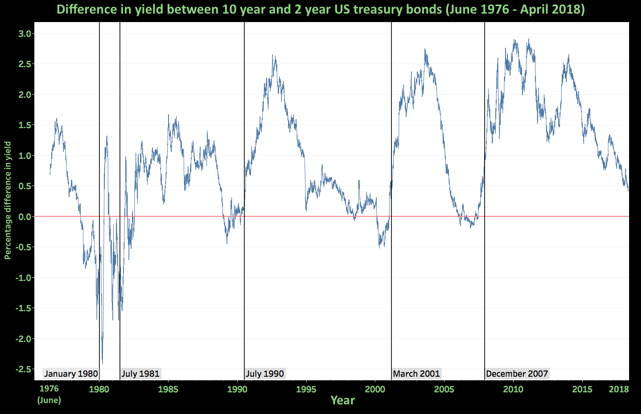 Difference in yield between 10 year and 2 year US treasury bonds (June 1976 - April 2018)
Percentage difference in yield
3.0
2.5
2.0
1.5
1.0
0.5
0.0
-0.5
-1.0
-1.5
-2.0
-2.5
January 1980
July 1981
July 1990
March 2001
December 2007
1976 1980 1985 1990 1995 2000 2005 2010 2015 2018
(June)
Year